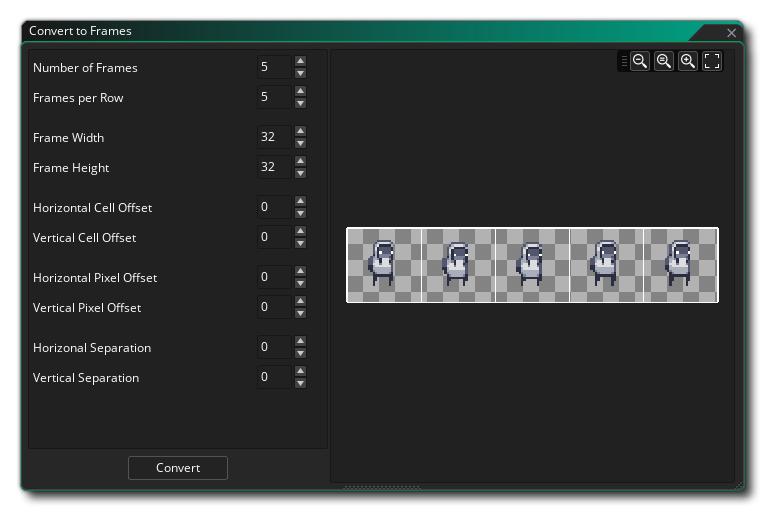 Convert to Frames
Number of Frames 5
Frames per Row 5
Frame Width 32
Frame Height 32
Horizontal Cell Offset 0
Vertical Cell Offset 0
Horizontal Pixel Offset 0
Vertical Pixel Offset 0
Horizonal Separation 0
Vertical Separation 0
Convert